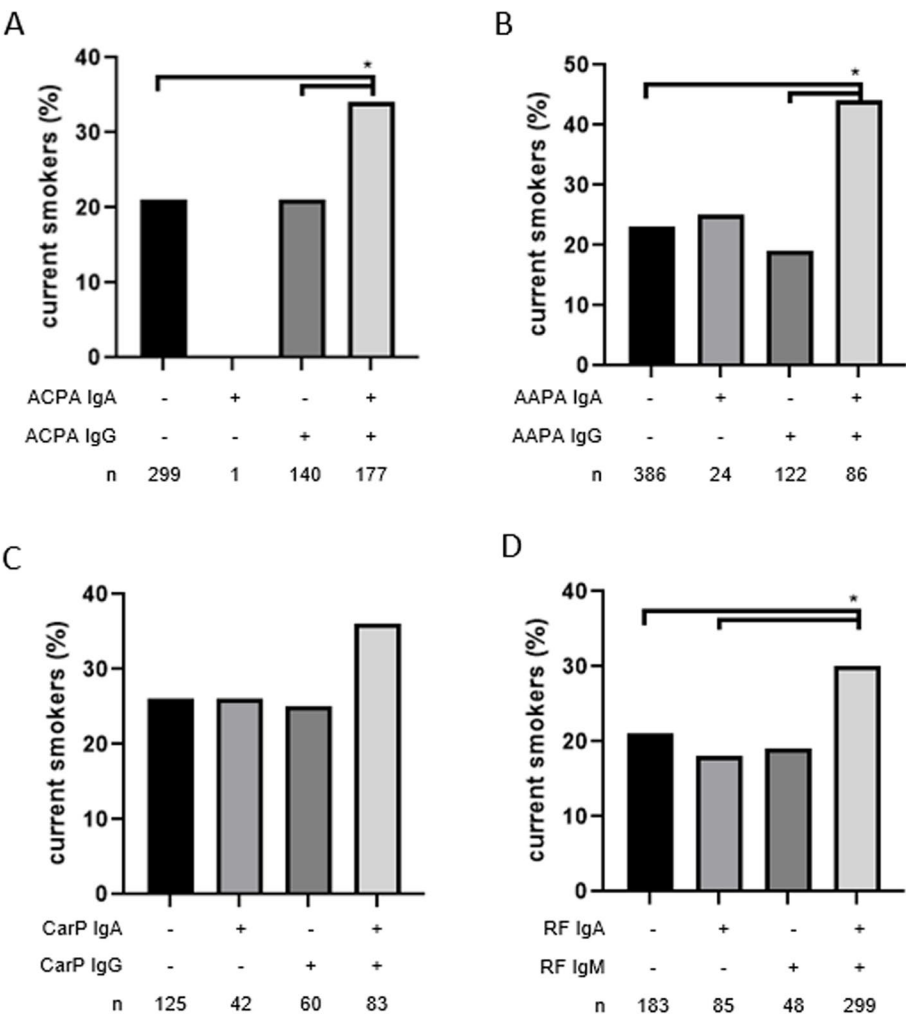 A
current smokers (%)
40
30
20
10
0
*
ACPA IgA - + - +
ACPA IgG - - + +
n 299 1 140 177
B
current smokers (%)
50
40
30
20
10
0
*
AAPA IgA - + - +
AAPA IgG - - + +
n 386 24 122 86
C
current smokers (%)
40
30
20
10
0
CarP IgA - + - +
CarP IgG - - + +
n 125 42 60 83
D
current smokers (%)
40
30
20
10
0
*
RF IgA - + - +
RF IgM - - + +
n 183 85 48 299